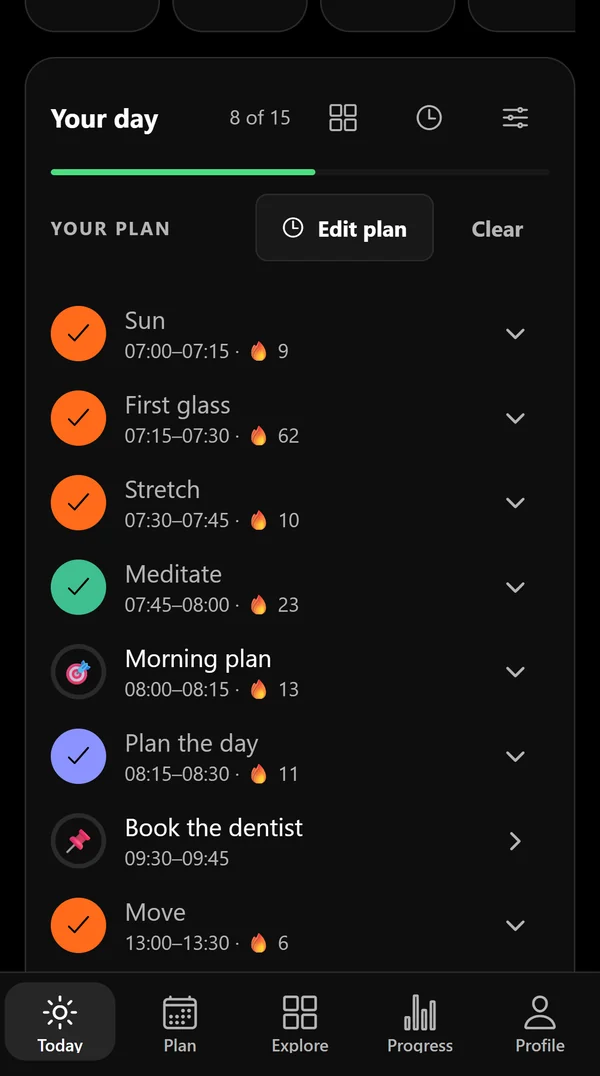 Your day
8 of 15
YOUR PLAN
Edit plan
Clear
Sun
07:00–07:15 · 🔥 9
First glass
07:15–07:30 · 🔥 62
Stretch
07:30–07:45 · 🔥 10
Meditate
07:45–08:00 · 🔥 23
Morning plan
08:00–08:15 · 🔥 13
Plan the day
08:15–08:30 · 🔥 11
Book the dentist
09:30–09:45
Move
13:00–13:30 · 🔥 6
Today
Plan
Explore
Progress
Profile